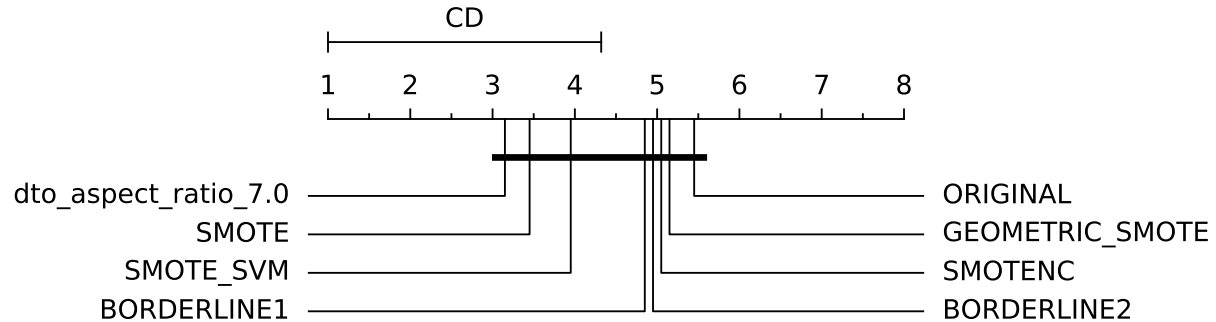 CD
1 2 3 4 5 6 7 8
dto_aspect_ratio_7.0 ORIGINAL
SMOTE GEOMETRIC_SMOTE
SMOTE_SVM SMOTENC
BORDERLINE1 BORDERLINE2